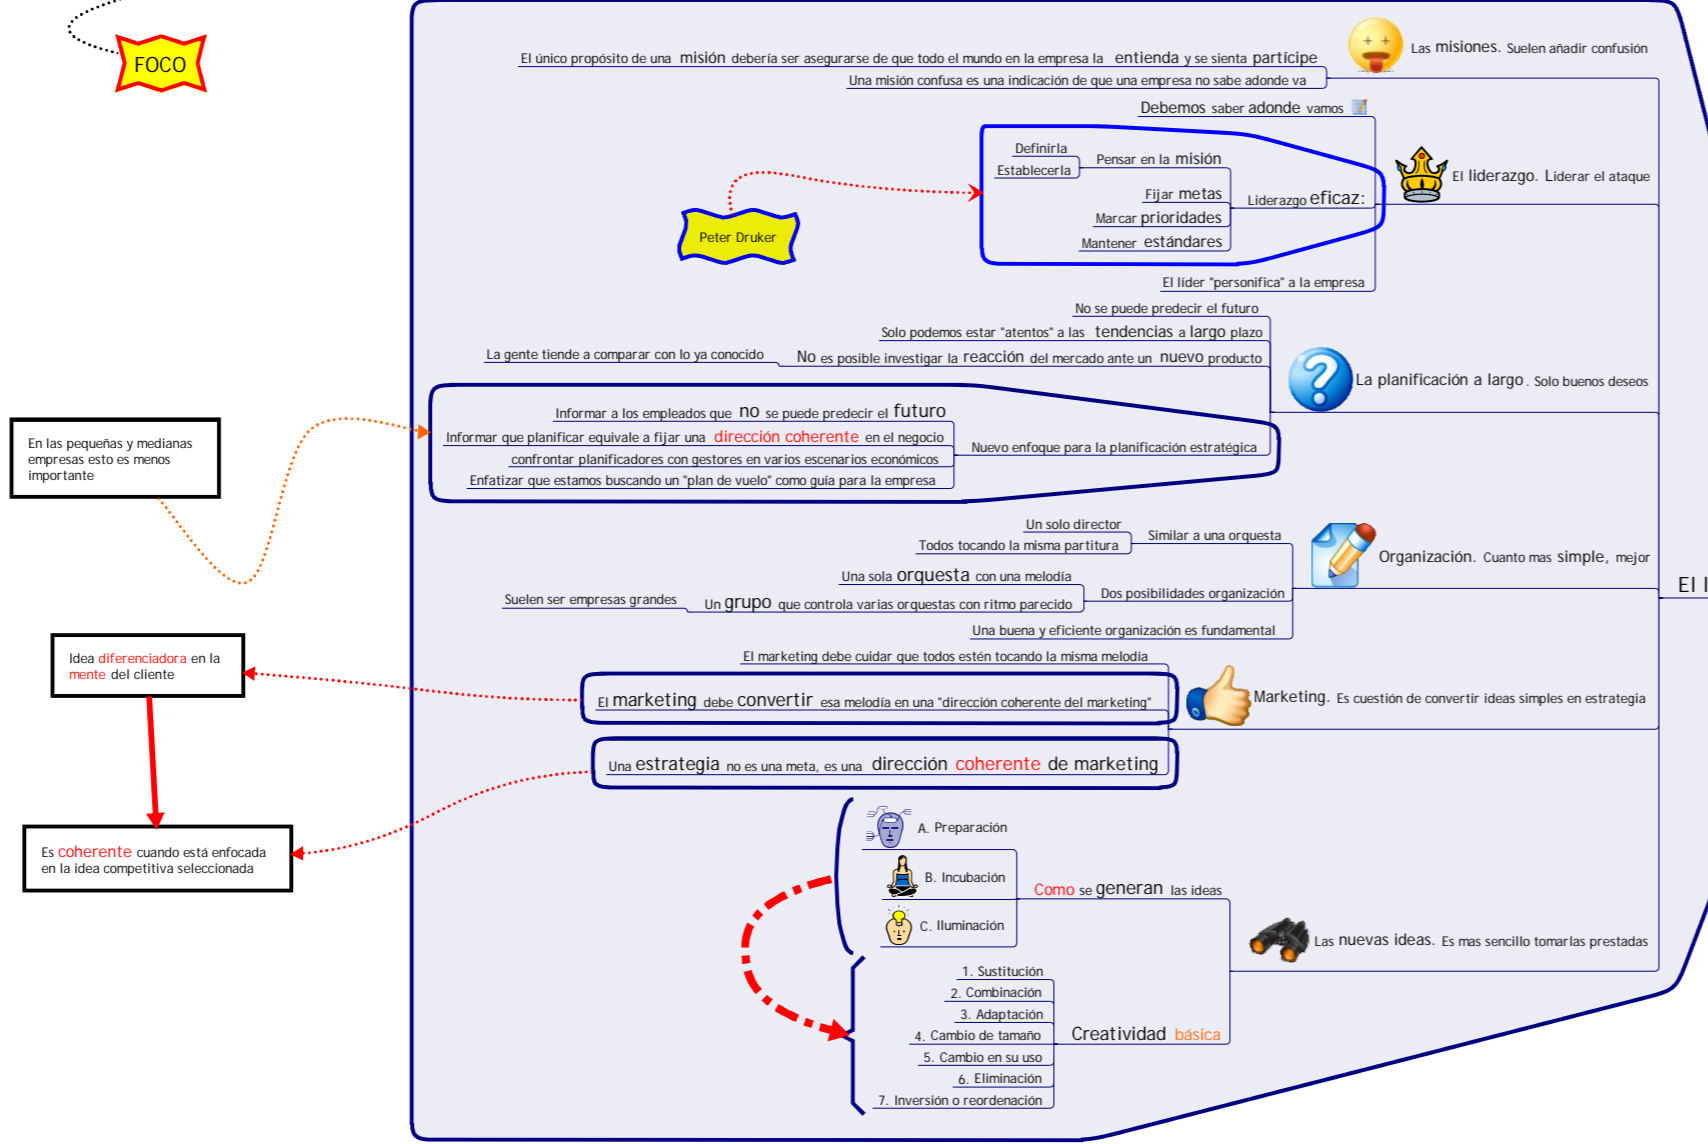 FOCO
Las misiones. Suelen añadir confusión
El único propósito de una misión debería ser asegurarse de que todo el mundo en la empresa la entienda y se sienta partícipe
Una misión confusa es una indicación de que una empresa no sabe adonde va
El liderazgo. Liderar el ataque
Debemos saber adonde vamos
Liderazgo eficaz:
Pensar en la misión
Definirla
Establecerla
Fijar metas
Marcar prioridades
Mantener estándares
Peter Druker
El líder "personifica" a la empresa
La planificación a largo. Solo buenos deseos
No se puede predecir el futuro
Solo podemos estar "atentos" a las tendencias a largo plazo
No es posible investigar la reacción del mercado ante un nuevo producto
La gente tiende a comparar con lo ya conocido
Nuevo enfoque para la planificación estratégica
Informar a los empleados que no se puede predecir el futuro
Informar que planificar equivale a fijar una dirección coherente en el negocio
confrontar planificadores con gestores en varios escenarios económicos
Enfatizar que estamos buscando un "plan de vuelo" como guía para la empresa
En las pequeñas y medianas
empresas esto es menos
importante
Organización. Cuanto mas simple, mejor
Similar a una orquesta
Un solo director
Todos tocando la misma partitura
Dos posibilidades organización
Una sola orquesta con una melodía
Un grupo que controla varias orquestas con ritmo parecido
Suelen ser empresas grandes
Una buena y eficiente organización es fundamental
El l
Marketing. Es cuestión de convertir ideas simples en estrategia
El marketing debe cuidar que todos estén tocando la misma melodía
El marketing debe convertir esa melodía en una "dirección coherente del marketing"
Una estrategia no es una meta, es una dirección coherente de marketing
Idea diferenciadora en la
mente del cliente
Es coherente cuando está enfocada
en la idea competitiva seleccionada
Las nuevas ideas. Es mas sencillo tomarlas prestadas
Como se generan las ideas
A. Preparación
B. Incubación
C. Iluminación
Creatividad básica
1. Sustitución
2. Combinación
3. Adaptación
4. Cambio de tamaño
5. Cambio en su uso
6. Eliminación
7. Inversión o reordenación